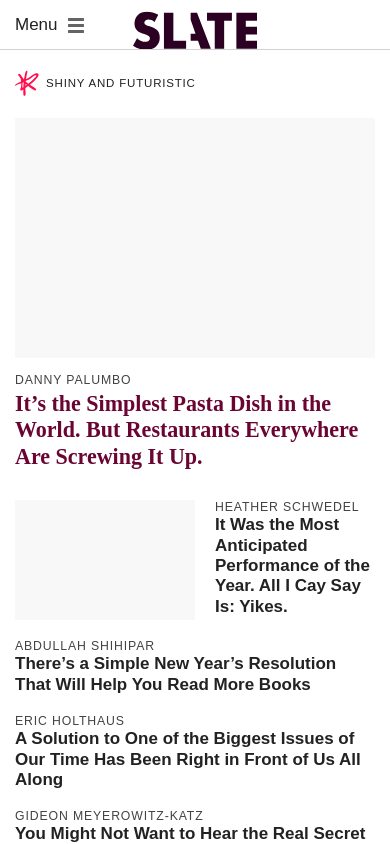 Menu
SLATE
SHINY AND FUTURISTIC
DANNY PALUMBO
It’s the Simplest Pasta Dish in the
World. But Restaurants Everywhere
Are Screwing It Up.
HEATHER SCHWEDEL
It Was the Most
Anticipated
Performance of the
Year. All I Cay Say
Is: Yikes.
ABDULLAH SHIHIPAR
There’s a Simple New Year’s Resolution
That Will Help You Read More Books
ERIC HOLTHAUS
A Solution to One of the Biggest Issues of
Our Time Has Been Right in Front of Us All
Along
GIDEON MEYEROWITZ-KATZ
You Might Not Want to Hear the Real Secret